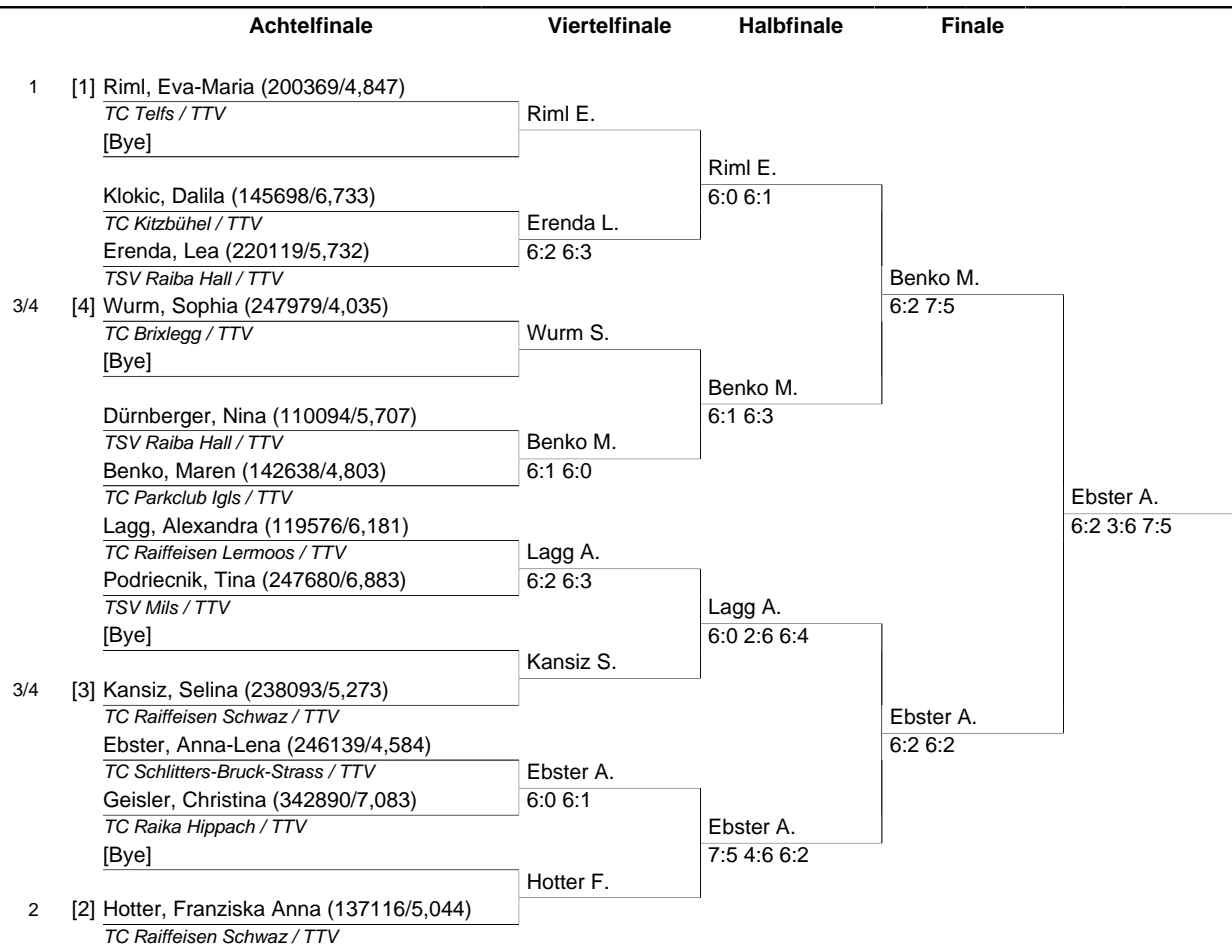 Achtelfinale Viertelfinale Halbfinale Finale
1 [1] Riml, Eva-Maria (200369/4,847)
TC Telfs / TTV Riml E.
[Bye]
Riml E.
Klokic, Dalila (145698/6,733) 6:0 6:1
TC Kitzbühel / TTV Erenda L.
Erenda, Lea (220119/5,732) 6:2 6:3
TSV Raiba Hall / TTV Benko M.
3/4 [4] Wurm, Sophia (247979/4,035) 6:2 7:5
TC Brixlegg / TTV Wurm S.
[Bye]
Benko M.
Dürnberger, Nina (110094/5,707) 6:1 6:3
TSV Raiba Hall / TTV Benko M.
Benko, Maren (142638/4,803) 6:1 6:0
TC Parkclub Igls / TTV Ebster A.
Lagg, Alexandra (119576/6,181) 6:2 3:6 7:5
TC Raiffeisen Lermoos / TTV Lagg A.
Podriecnik, Tina (247680/6,883) 6:2 6:3
TSV Mils / TTV Lagg A.
[Bye] 6:0 2:6 6:4
Kansiz S.
3/4 [3] Kansiz, Selina (238093/5,273)
TC Raiffeisen Schwaz / TTV Ebster A.
Ebster, Anna-Lena (246139/4,584) 6:2 6:2
TC Schlitters-Bruck-Strass / TTV Ebster A.
Geisler, Christina (342890/7,083) 6:0 6:1
TC Raika Hippach / TTV Ebster A.
[Bye] 7:5 4:6 6:2
Hotter F.
2 [2] Hotter, Franziska Anna (137116/5,044)
TC Raiffeisen Schwaz / TTV